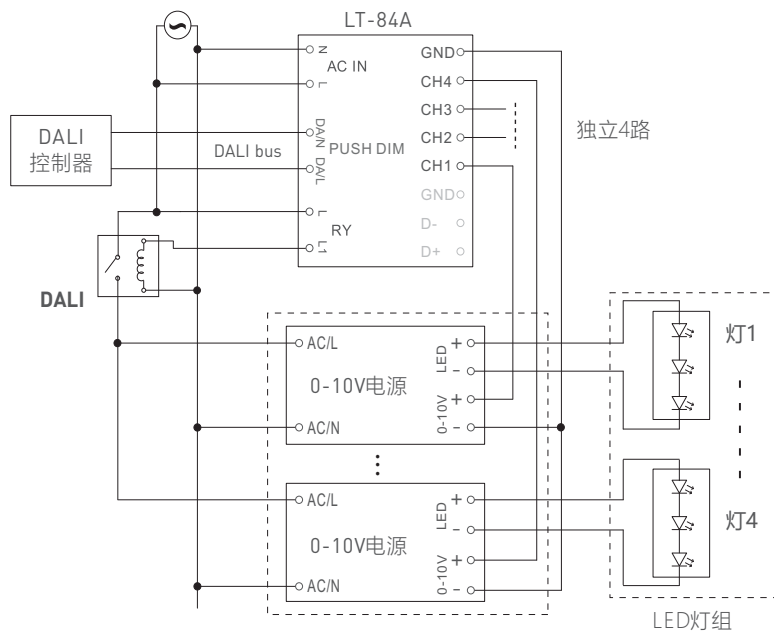 LT-84A
N
AC IN
L
DA/N
DALI bus
DA/L
PUSH DIM
L
RY
L1
GND
CH4
CH3
CH2
CH1
GND
D-
D+
独立4路
DALI
控制器
DALI
AC/L
0-10V电源
AC/N
LED
+
-
0-10V
+
-
AC/L
0-10V电源
AC/N
LED
+
-
0-10V
+
-
灯1
灯4
LED灯组